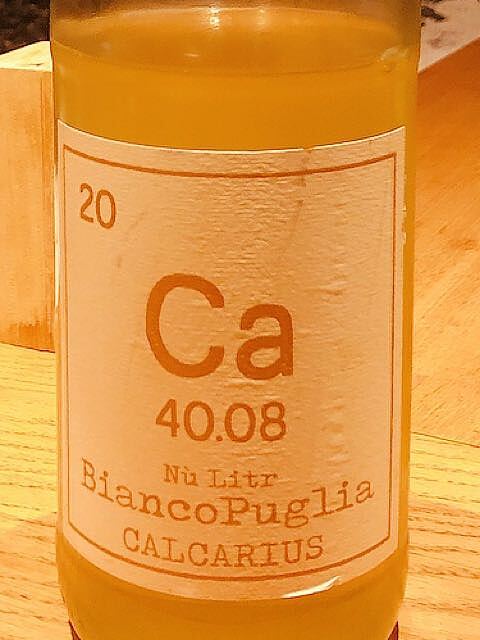 20
Ca
40.08
Nù Litr
BiancoPuglia
CALCARIUS